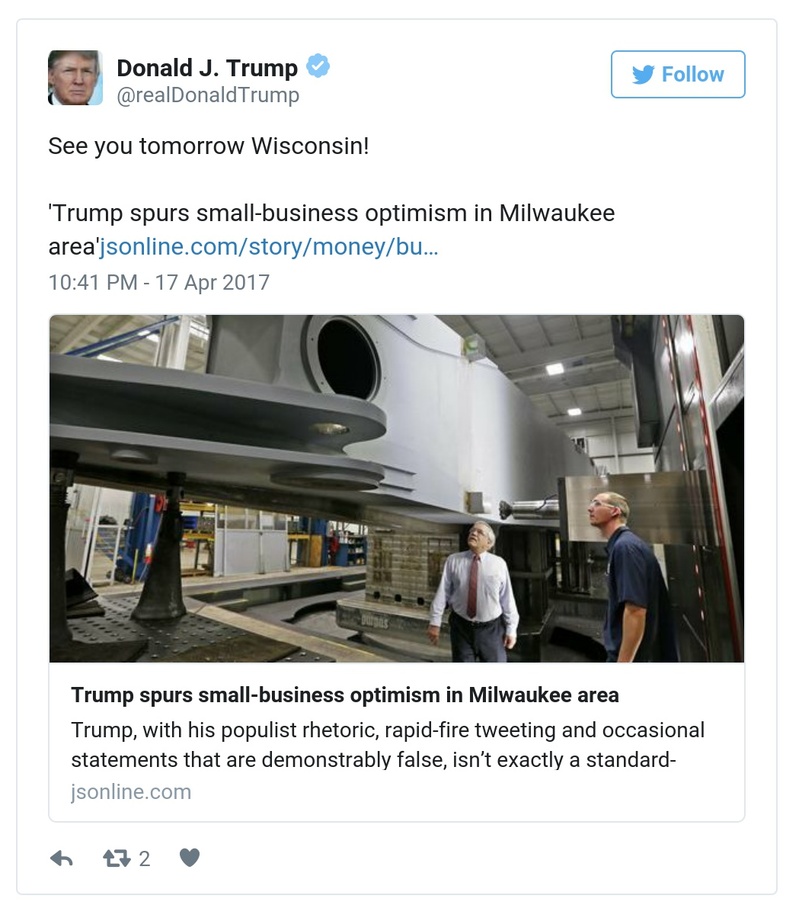 Donald J. Trump
@realDonaldTrump
Follow
See you tomorrow Wisconsin!
'Trump spurs small-business optimism in Milwaukee
area'jsonline.com/story/money/bu…
10:41 PM - 17 Apr 2017
Trump spurs small-business optimism in Milwaukee area
Trump, with his populist rhetoric, rapid-fire tweeting and occasional
statements that are demonstrably false, isn’t exactly a standard-
jsonline.com
2